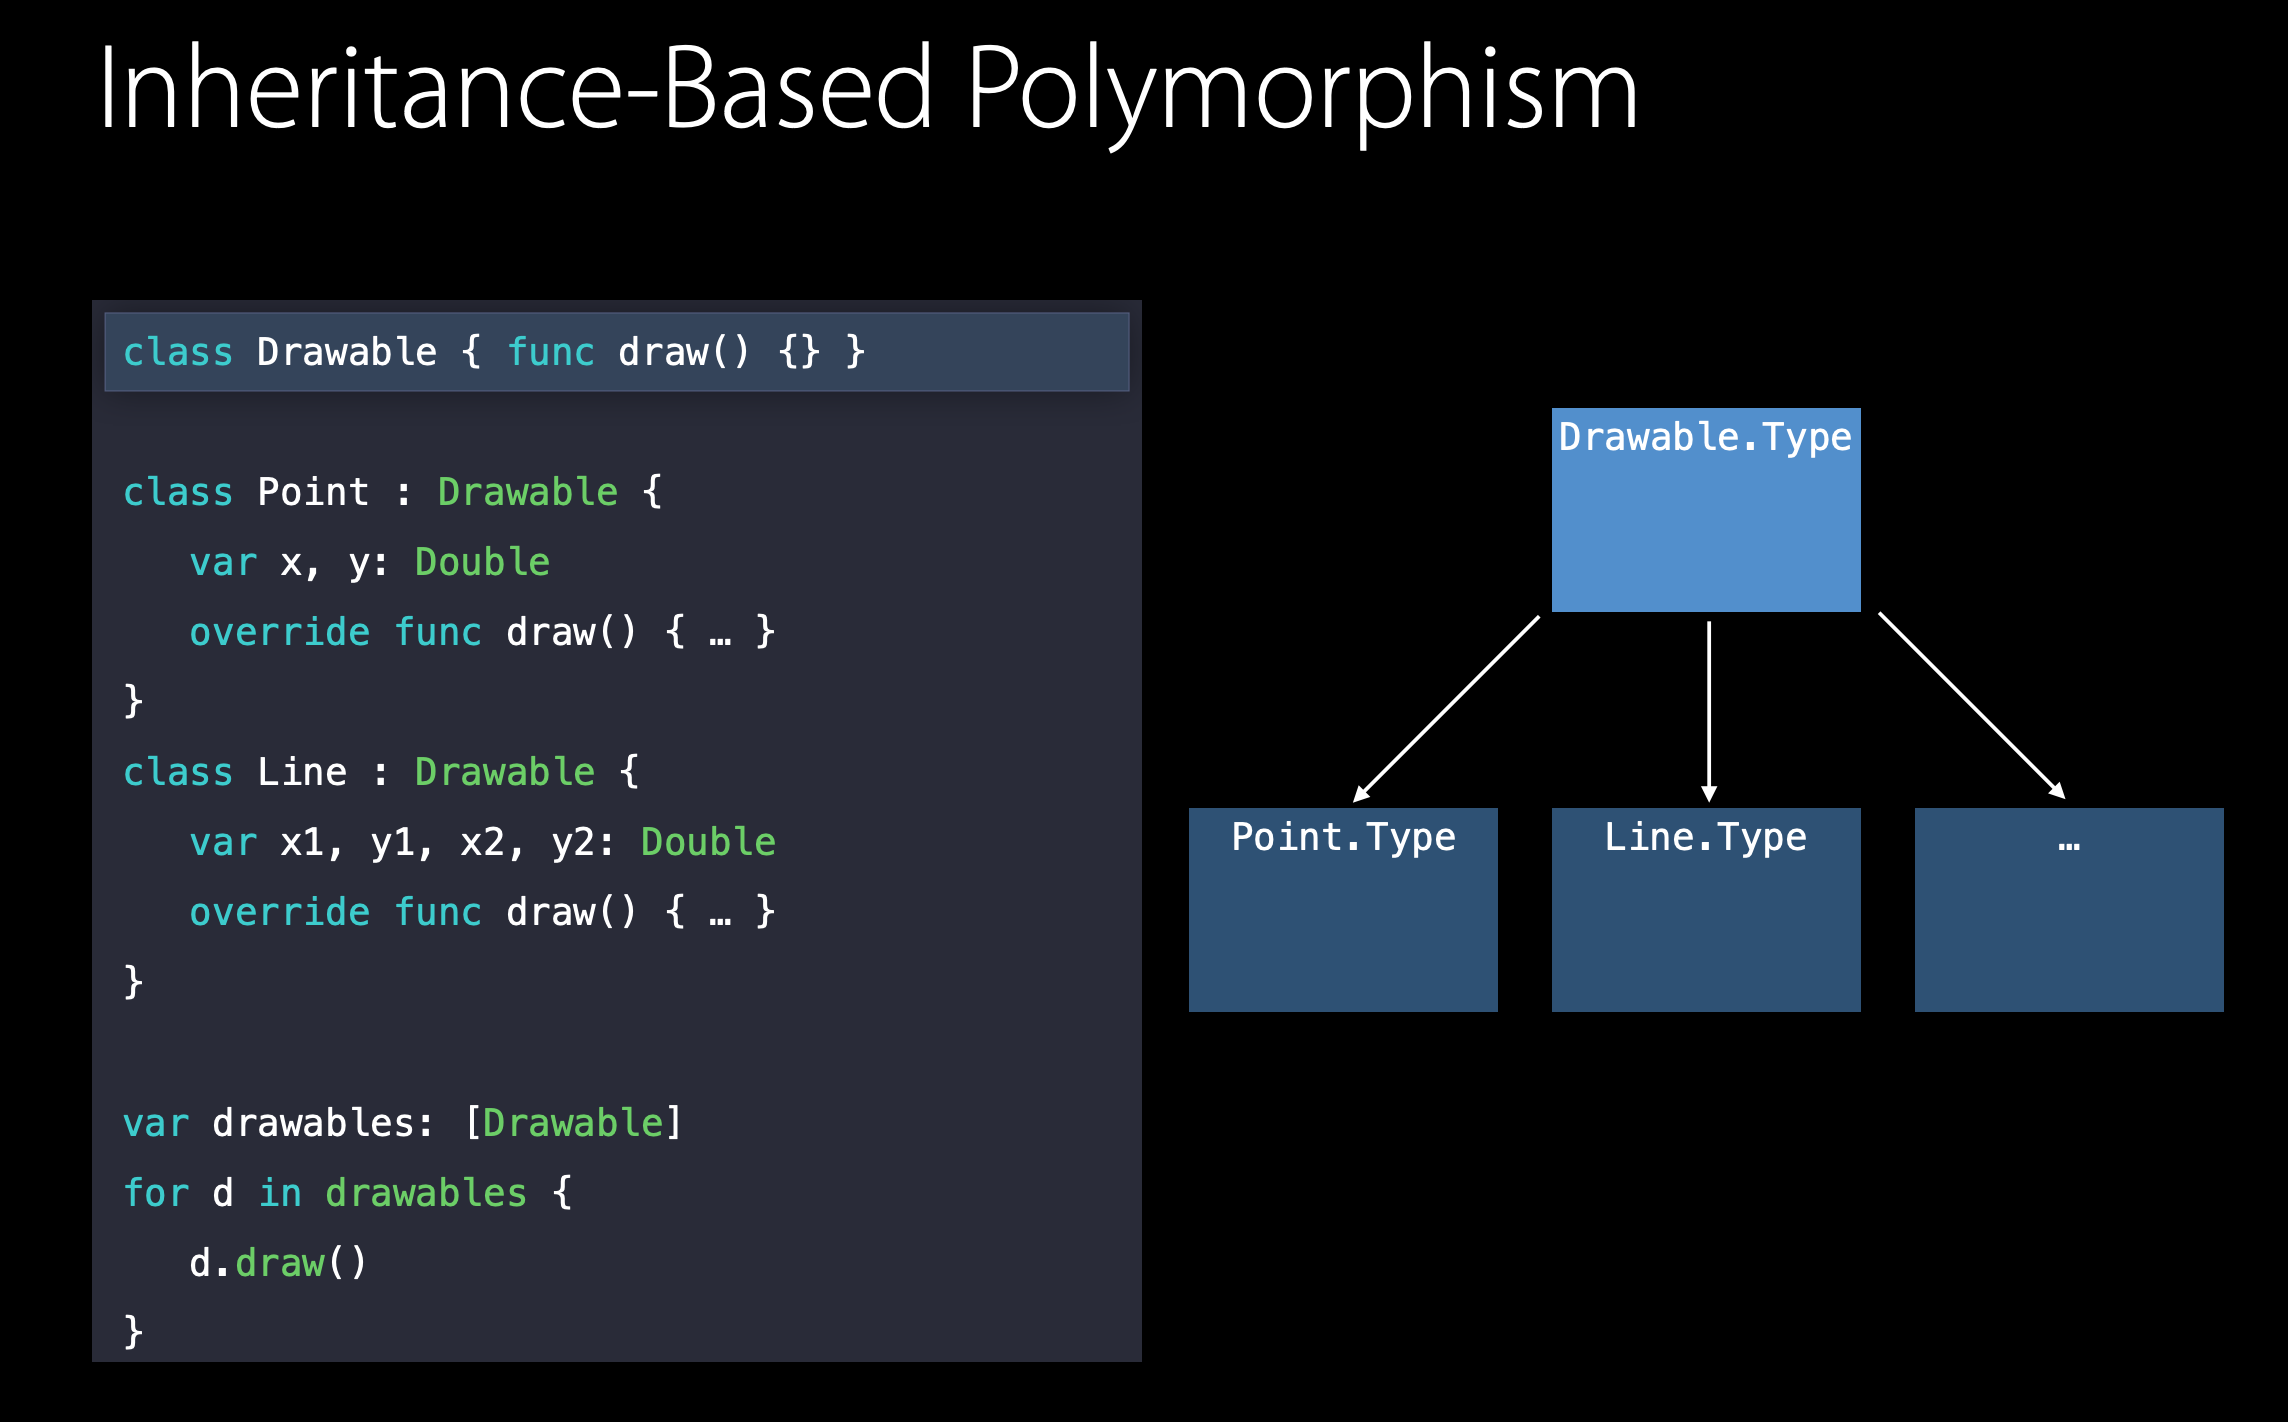 Inheritance-Based Polymorphism
class Drawable { func draw() {} }
class Point : Drawable {
   var x, y: Double
   override func draw() { … }
}
class Line : Drawable {
   var x1, y1, x2, y2: Double
   override func draw() { … }
}
var drawables: [Drawable]
for d in drawables {
   d.draw()
}
Drawable.Type
Point.Type
Line.Type
…